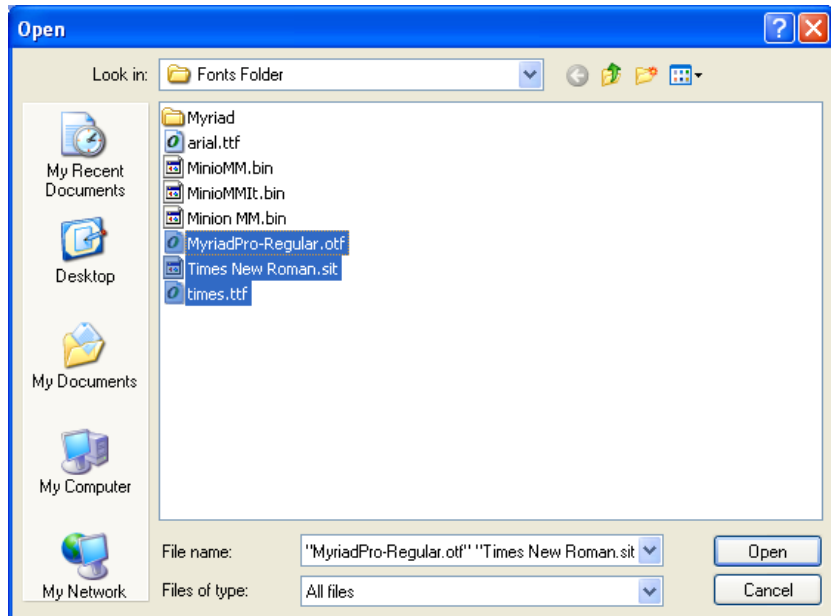 Open
Look in: Fonts Folder
My Recent
Documents
Desktop
My Documents
My Computer
My Network
Myriad
arial.ttf
MinioMM.bin
MinioMMIt.bin
Minion MM.bin
MyriadPro-Regular.otf
Times New Roman.sit
times.ttf
File name: "MyriadPro-Regular.otf" "Times New Roman.sit Open
Files of type: All files Cancel